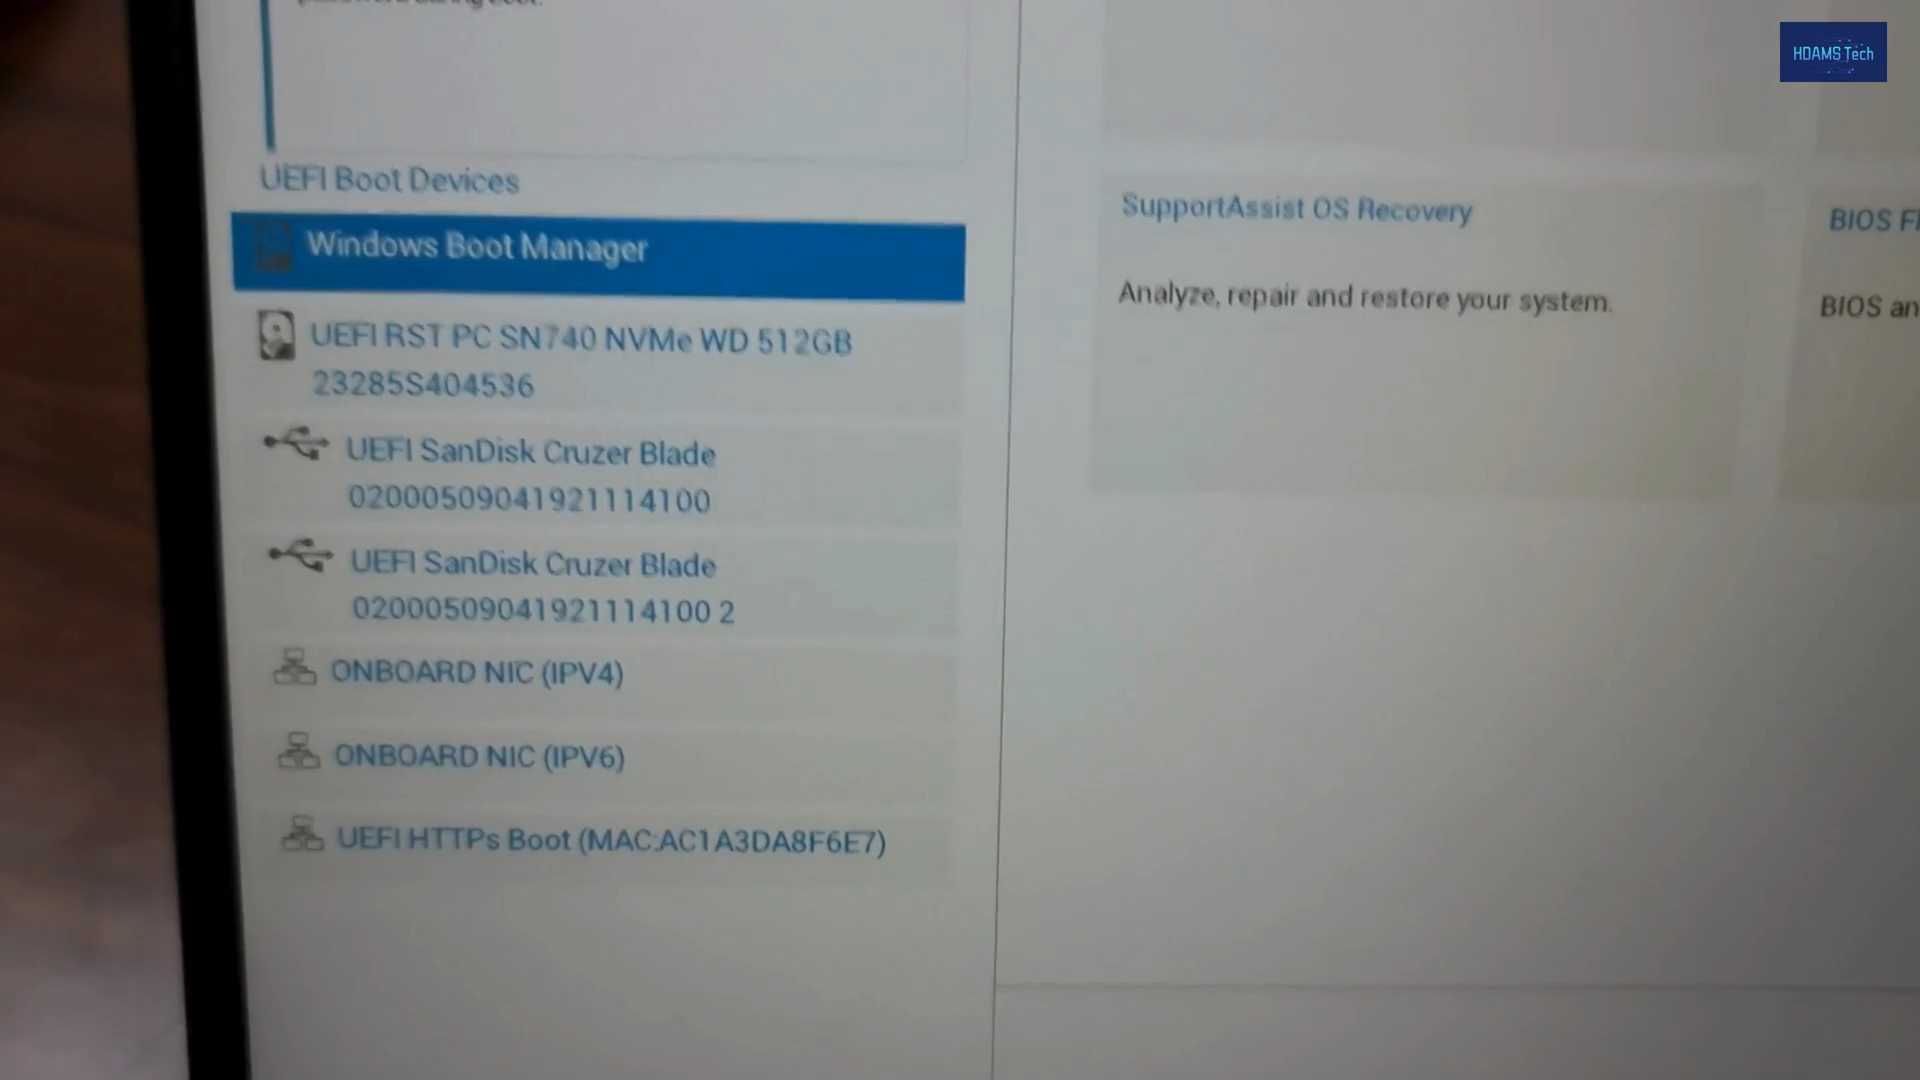 HDAMS Tech
UEFI Boot Devices
Windows Boot Manager
UEFI RST PC SN740 NVMe WD 512GB
23285S404536
UEFI SanDisk Cruzer Blade
02000509041921114100
UEFI SanDisk Cruzer Blade
02000509041921114100 2
ONBOARD NIC (IPV4)
ONBOARD NIC (IPV6)
UEFI HTTPs Boot (MAC:AC1A3DA8F6E7)
SupportAssist OS Recovery
Analyze, repair and restore your system.
BIOS
BIOS